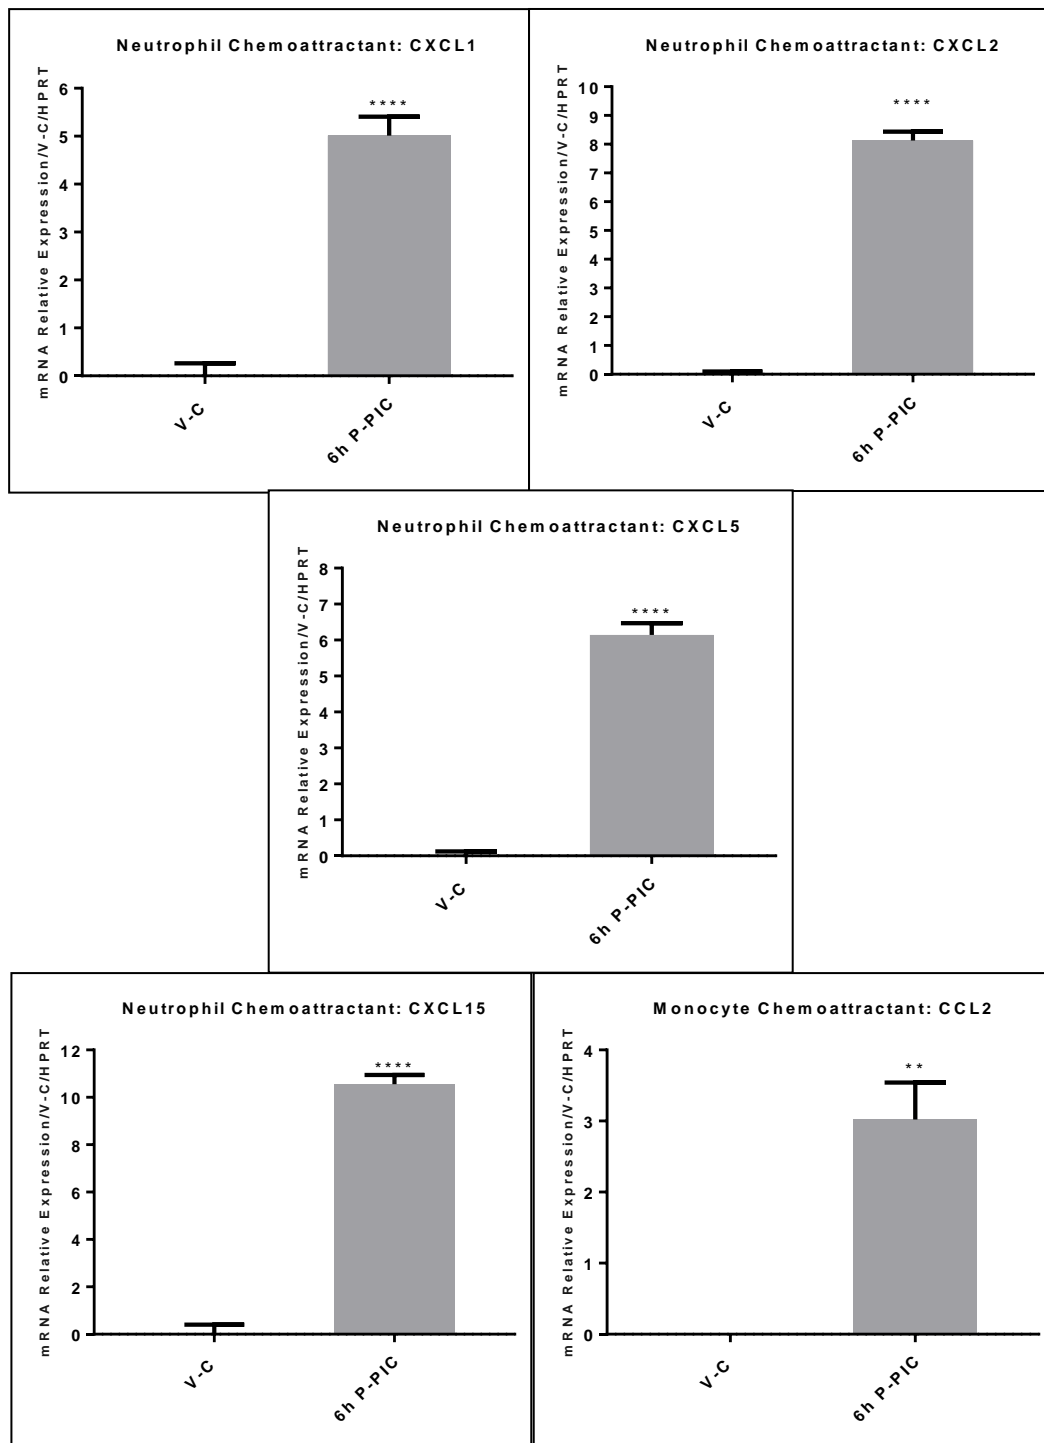 Neutrophil Chemoattractant: CXCL1
mRNA Relative Expression/V-C/HPRT
6
5
4
3
2
1
0
****
V-C
6h P-PIC
Neutrophil Chemoattractant: CXCL2
mRNA Relative Expression/V-C/HPRT
10
9
8
7
6
5
4
3
2
1
0
****
V-C
6h P-PIC
Neutrophil Chemoattractant: CXCL5
mRNA Relative Expression/V-C/HPRT
8
7
6
5
4
3
2
1
0
****
V-C
6h P-PIC
Neutrophil Chemoattractant: CXCL15
mRNA Relative Expression/V-C/HPRT
12
10
8
6
4
2
0
****
V-C
6h P-PIC
Monocyte Chemoattractant: CCL2
mRNA Relative Expression/V-C/HPRT
4
3
2
1
0
**
V-C
6h P-PIC